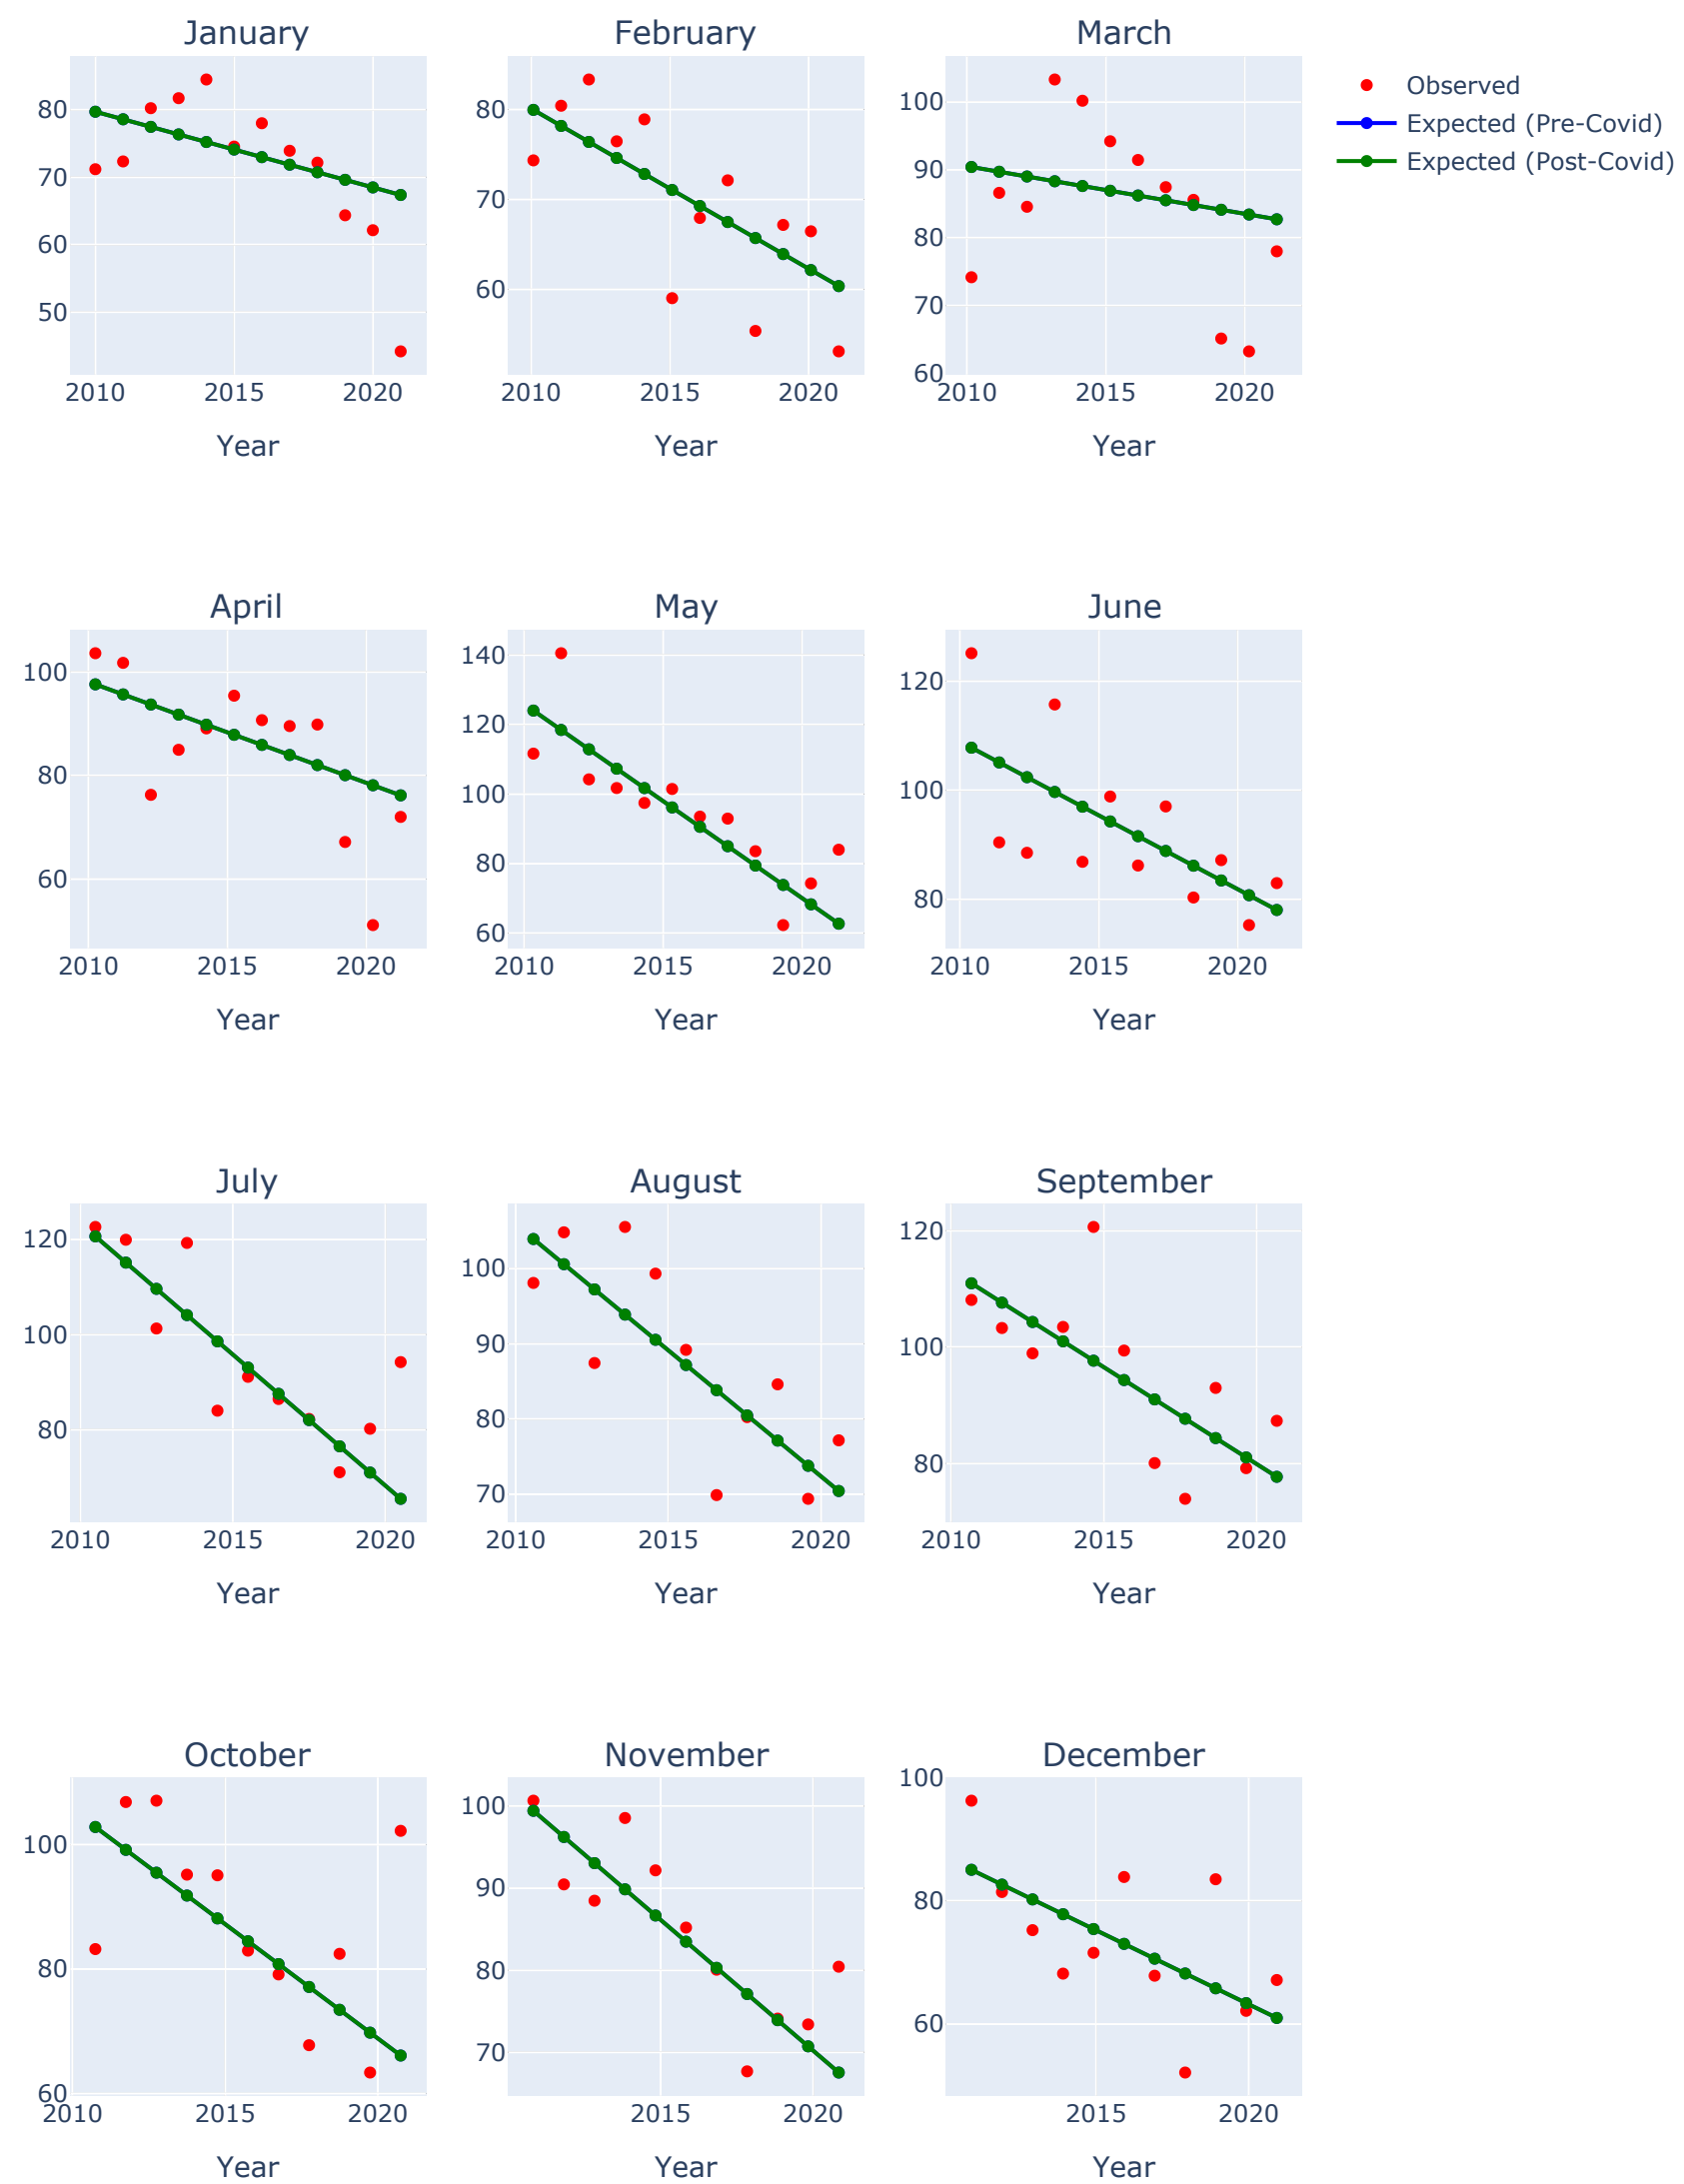 January
February
March
Observed
Expected (Pre-Covid)
Expected (Post-Covid)
80
70
60
50
2010
2015
2020
Year
80
70
60
2010
2015
2020
Year
100
90
80
70
60
2010
2015
2020
Year
April
May
June
100
80
60
2010
2015
2020
Year
140
120
100
80
60
2010
2015
2020
Year
120
100
80
2010
2015
2020
Year
July
August
September
120
100
80
2010
2015
2020
Year
100
90
80
70
2010
2015
2020
Year
120
100
80
2010
2015
2020
Year
October
November
December
100
80
60
2010
2015
2020
Year
100
90
80
70
2015
2020
Year
100
80
60
2015
2020
Year